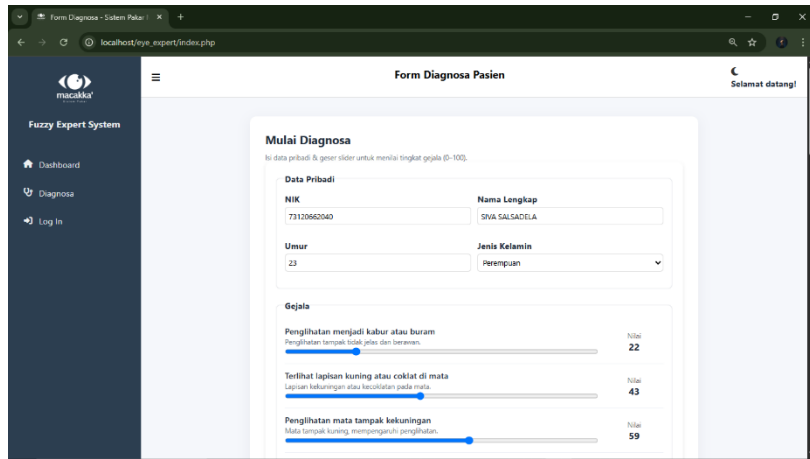 Form Diagnosa - Sistem Pakar
localhost/eye_expert/index.php
macakka'
Fuzzy Expert System
Dashboard
Diagnosa
Log In
Form Diagnosa Pasien
Selamat datang!
Mulai Diagnosa
Isi data pribadi & geser slider untuk menilai tingkat gejala (0–100).
Data Pribadi
NIK
Nama Lengkap
73120662040
SIVA SALSADELA
Umur
Jenis Kelamin
23
Perempuan
Gejala
Penglihatan menjadi kabur atau buram
Penglihatan tampak tidak jelas dan berawan.
Nilai
22
Terlihat lapisan kuning atau coklat di mata
Lapisan kekuningan atau kecoklatan pada mata.
Nilai
43
Penglihatan mata tampak kekuningan
Mata tampak kuning, mempengaruhi penglihatan.
Nilai
59